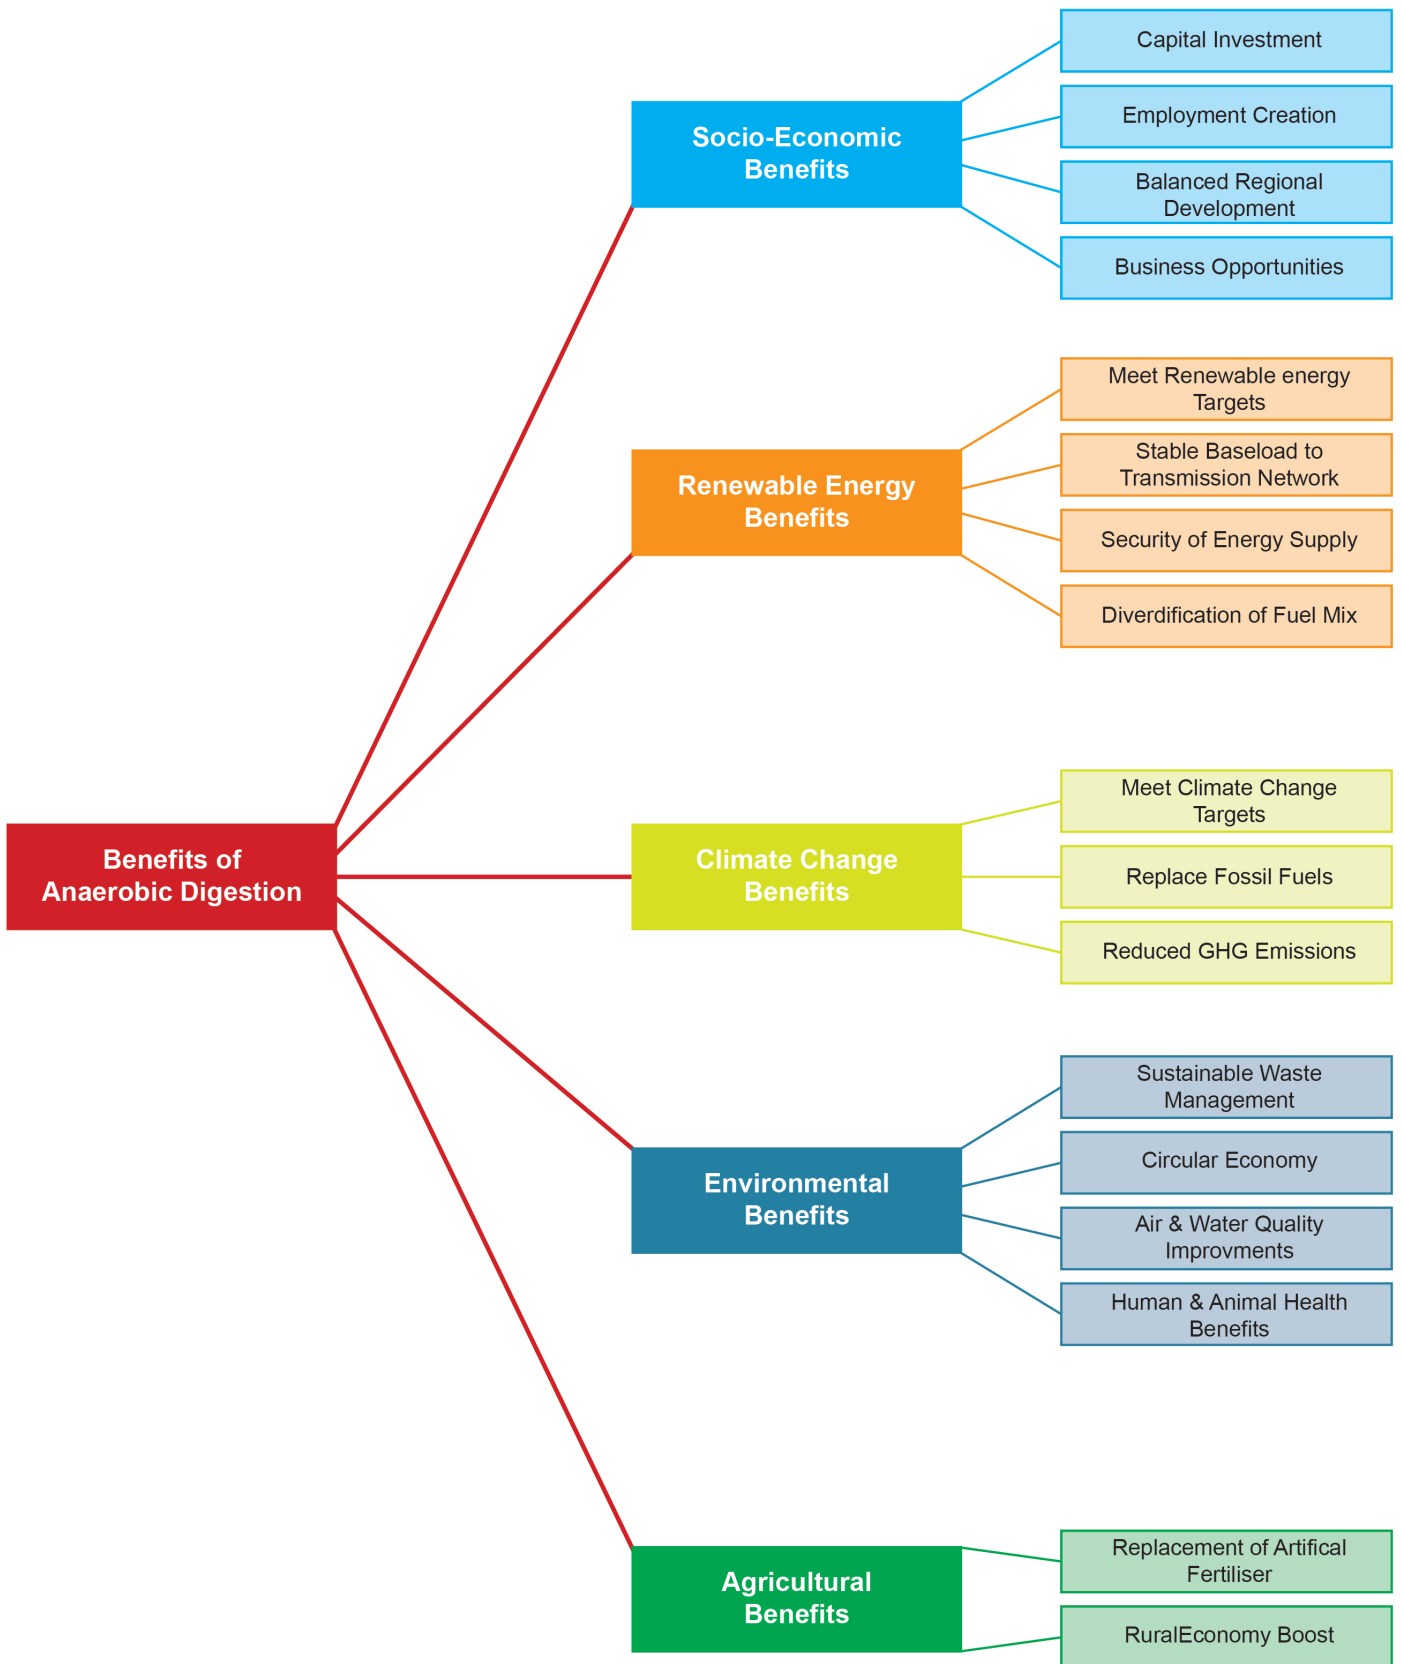 Capital Investment
Employment Creation
Socio-Economic
Benefits
Balanced Regional
Development
Business Opportunities
Meet Renewable energy
Targets
Stable Baseload to
Transmission Network
Renewable Energy
Benefits
Security of Energy Supply
Diverdification of Fuel Mix
Meet Climate Change
Targets
Benefits of
Anaerobic Digestion
Climate Change
Benefits
Replace Fossil Fuels
Reduced GHG Emissions
Sustainable Waste
Management
Circular Economy
Environmental
Benefits
Air & Water Quality
Improvments
Human & Animal Health
Benefits
Replacement of Artifical
Fertiliser
Agricultural
Benefits
RuralEconomy Boost